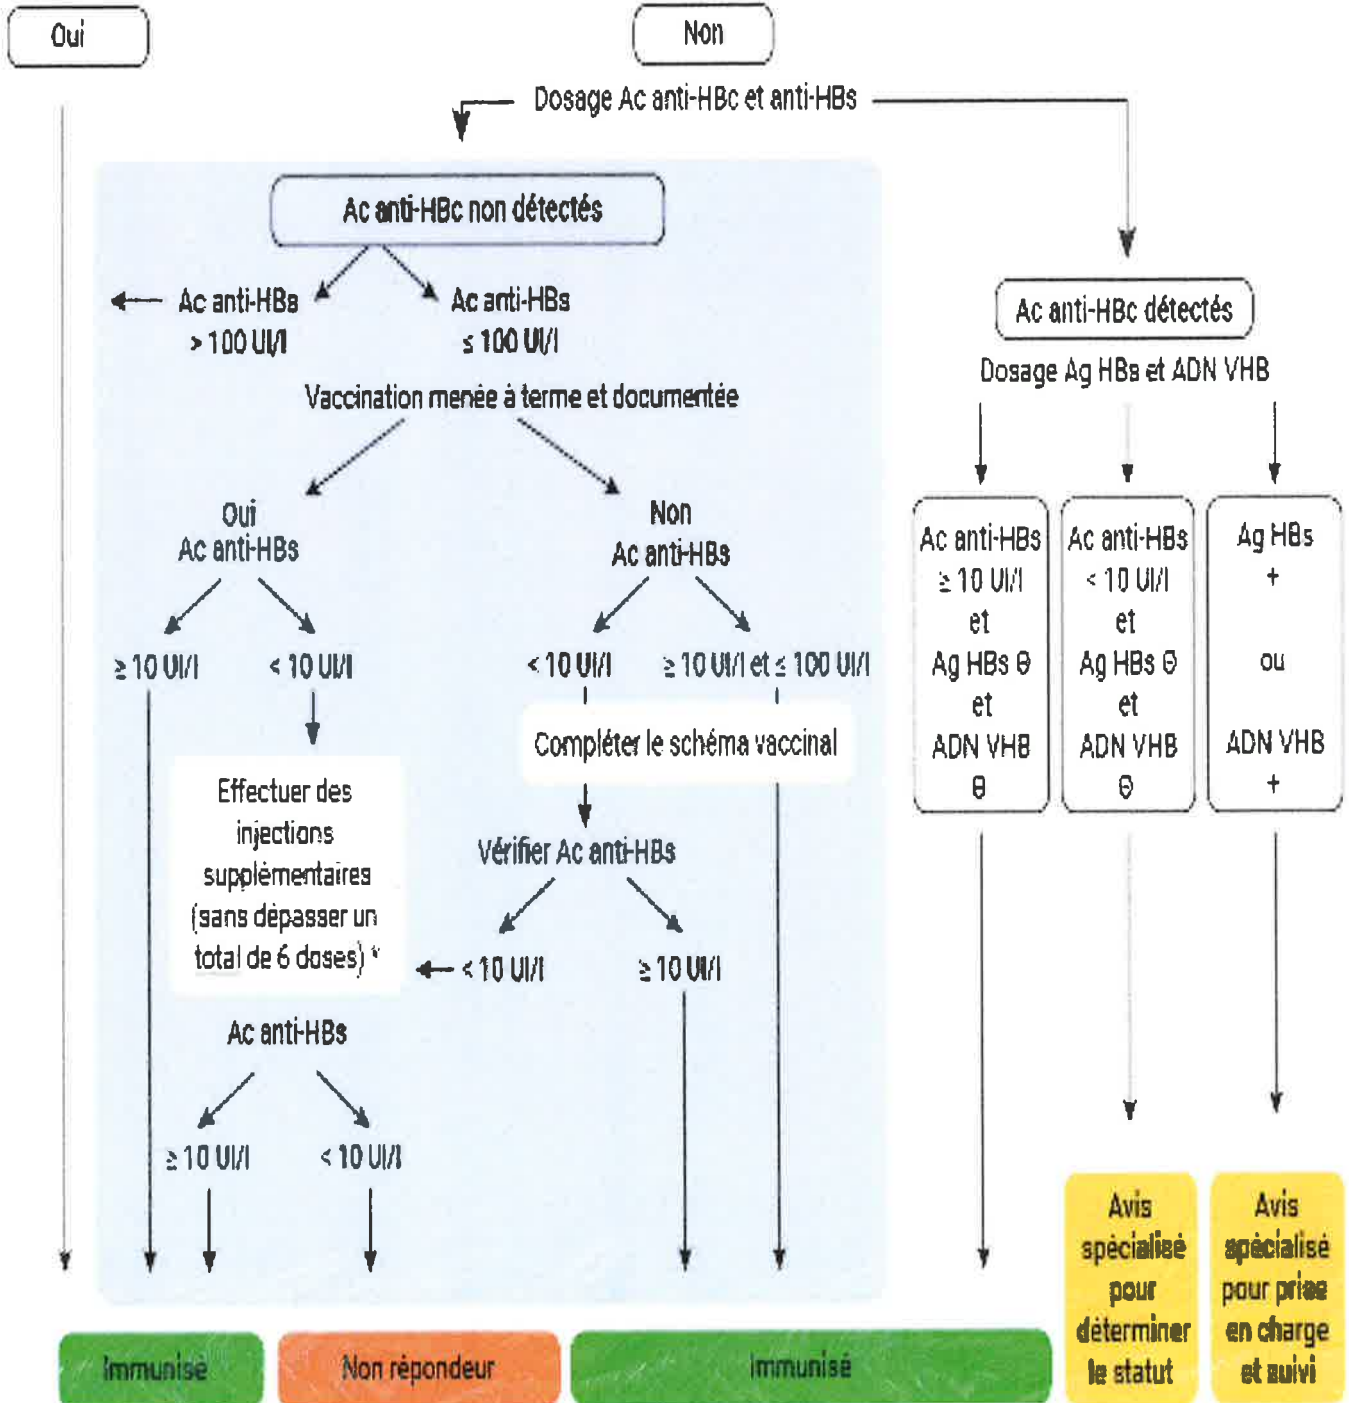 Oui
Non
Dosage Ac anti-HBc et anti-HBs
Ac anti-HBc non détectés
Ac anti-HBs
> 100 UI/l
Ac anti-HBs
≤ 100 UI/l
Ac anti-HBc détectés
Dosage Ag HBs et ADN VHB
Vaccination menée à terme et documentée
Oui
Ac anti-HBs
Non
Ac anti-HBs
≥ 10 UI/l
< 10 UI/l
< 10 UI/l
≥ 10 UI/l et ≤ 100 UI/l
Ac anti-HBs
≥ 10 UI/l
et
Ag HBs ⊖
et
ADN VHB
⊖
Ac anti-HBs
< 10 UI/l
et
Ag HBs ⊖
et
ADN VHB
⊖
Ag HBs
+
ou
ADN VHB
+
Compléter le schéma vaccinal
Effectuer des
injections
supplémentaires
(sans dépasser un
total de 6 doses) *
Vérifier Ac anti-HBs
< 10 UI/l
≥ 10 UI/l
Ac anti-HBs
≥ 10 UI/l
< 10 UI/l
Immunisé
Non répondeur
Immunisé
Avis
spécialisé
pour
déterminer
le statut
Avis
spécialisé
pour prise
en charge
et suivi